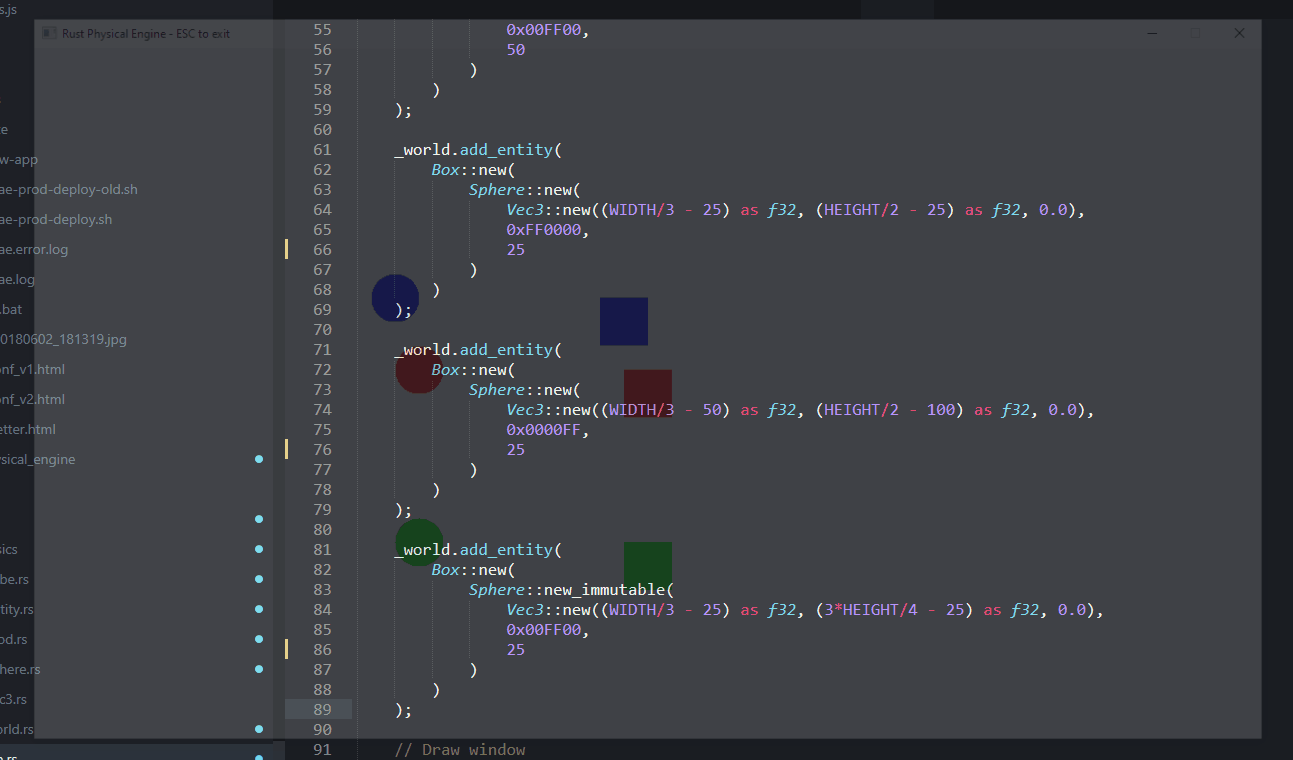 s.js
Rust Physical Engine - ESC to exit
w-app
ae-prod-deploy-old.sh
ae-prod-deploy.sh
ae.error.log
ae.log
.bat
0180602_181319.jpg
nf_v1.html
nf_v2.html
etter.html
sical_engine
sics
be.rs
tity.rs
od.rs
here.rs
c3.rs
orld.rs
55 0x00FF00,
56 50
57 )
58 )
59 );
60
61 _world.add_entity(
62 Box::new(
63 Sphere::new(
64 Vec3::new((WIDTH/3 - 25) as f32, (HEIGHT/2 - 25) as f32, 0.0),
65 0xFF0000,
66 25
67 )
68 )
69 );
70
71 _world.add_entity(
72 Box::new(
73 Sphere::new(
74 Vec3::new((WIDTH/3 - 50) as f32, (HEIGHT/2 - 100) as f32, 0.0),
75 0x0000FF,
76 25
77 )
78 )
79 );
80
81 _world.add_entity(
82 Box::new(
83 Sphere::new_immutable(
84 Vec3::new((WIDTH/3 - 25) as f32, (3*HEIGHT/4 - 25) as f32, 0.0),
85 0x00FF00,
86 25
87 )
88 )
89 );
90
91 // Draw window